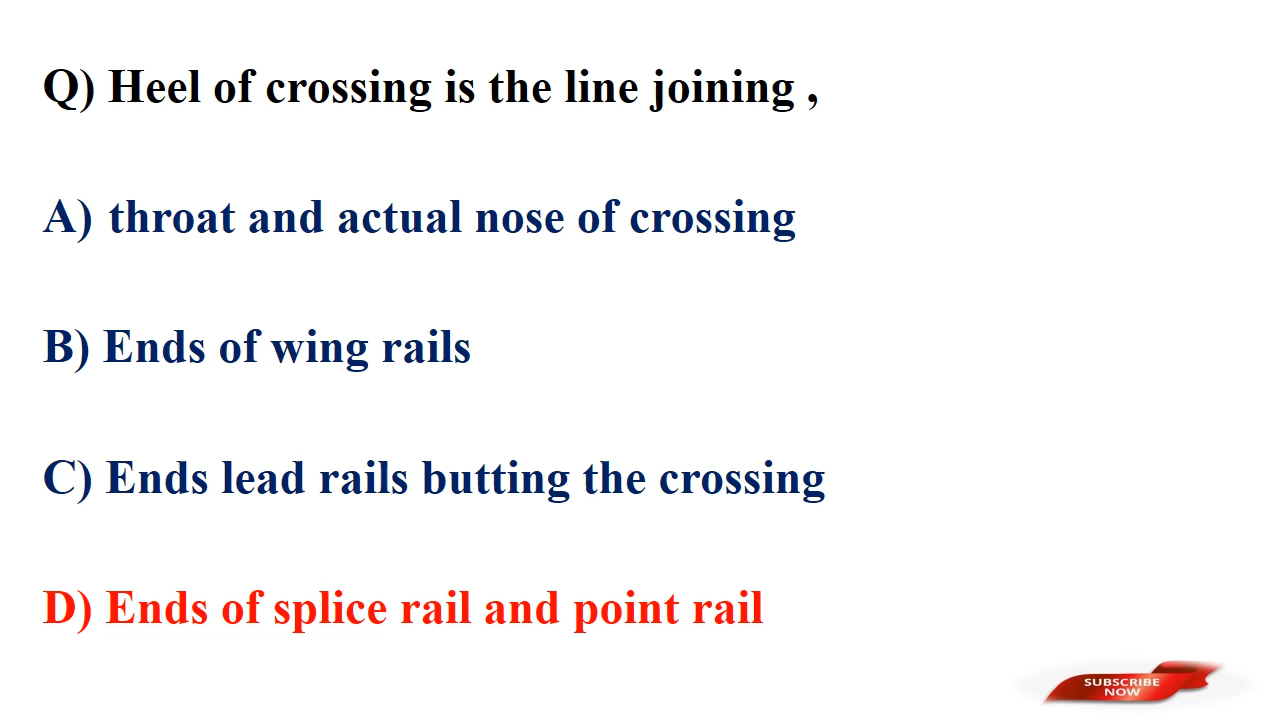 Q) Heel of crossing is the line joining ,
A) throat and actual nose of crossing
B) Ends of wing rails
C) Ends lead rails butting the crossing
D) Ends of splice rail and point rail
SUBSCRIBE
NOW